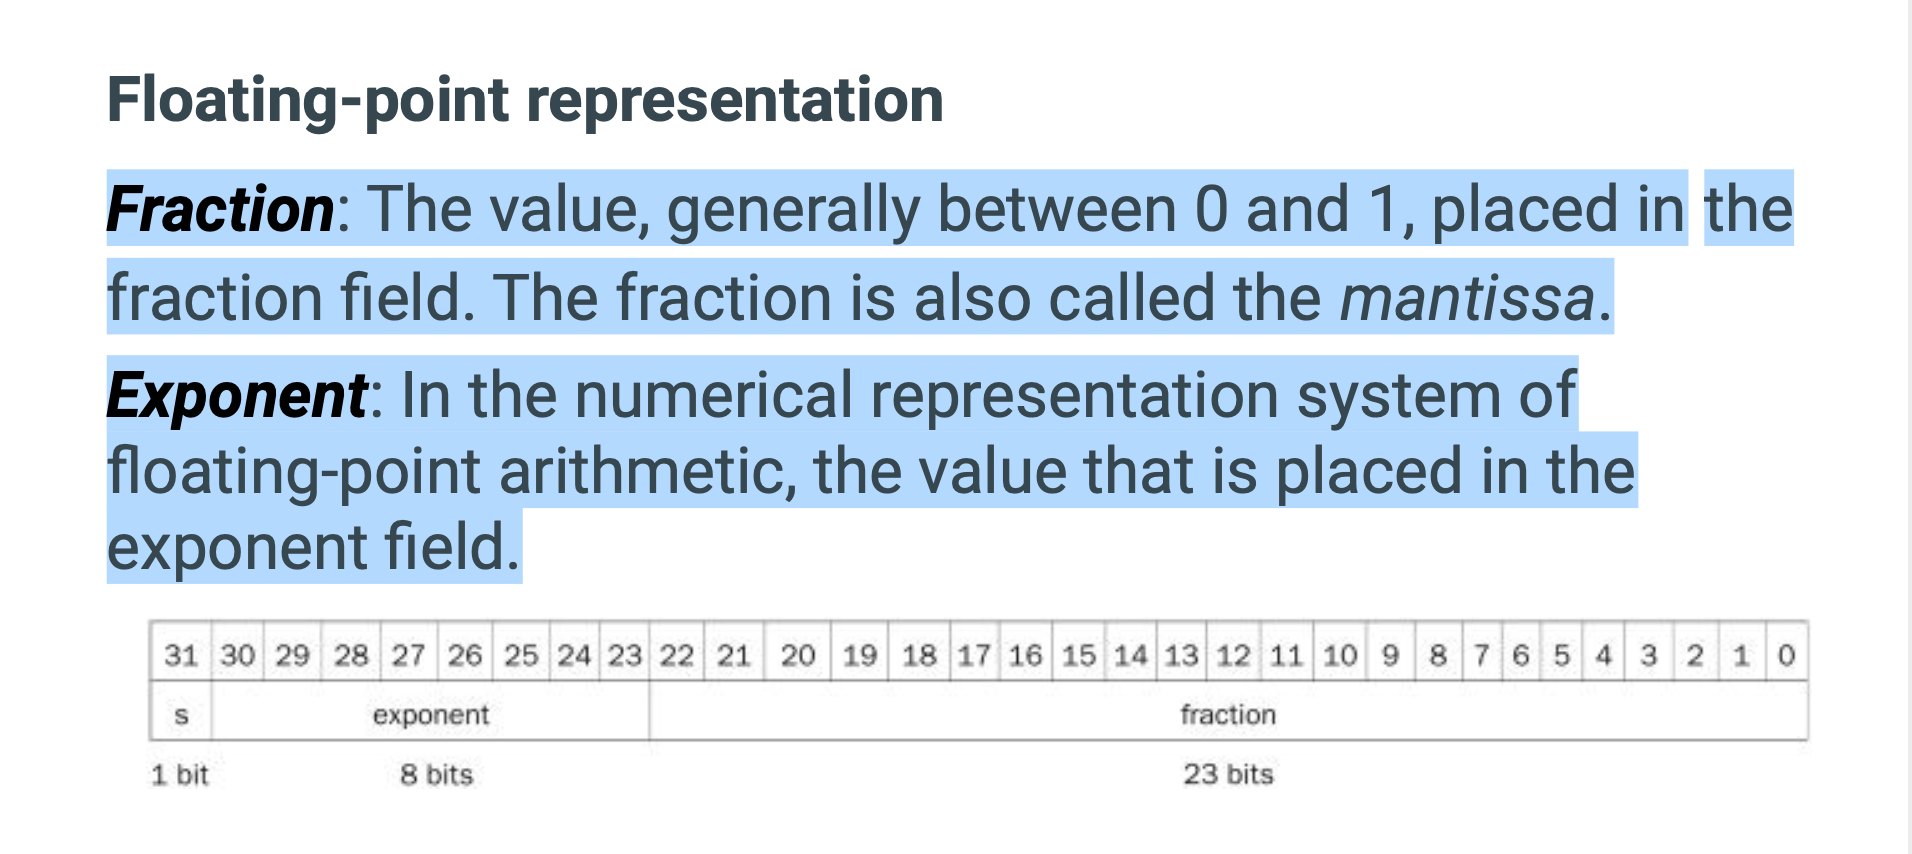 Floating-point representation
Fraction: The value, generally between 0 and 1, placed in the
fraction field. The fraction is also called the mantissa.
Exponent: In the numerical representation system of
floating-point arithmetic, the value that is placed in the
exponent field.
31 30 29 28 27 26 25 24 23 22 21 20 19 18 17 16 15 14 13 12 11 10 9 8 7 6 5 4 3 2 1 0
s exponent fraction
1 bit 8 bits 23 bits